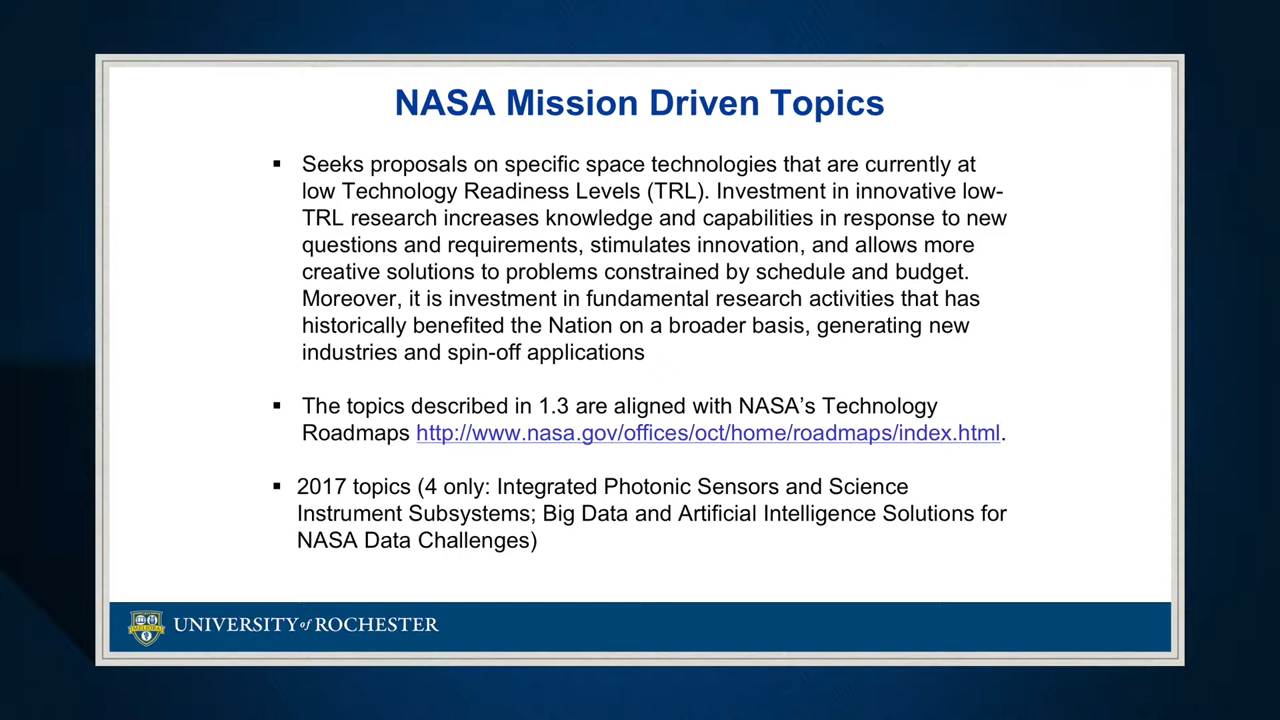 NASA Mission Driven Topics
▪ Seeks proposals on specific space technologies that are currently at
low Technology Readiness Levels (TRL). Investment in innovative low-
TRL research increases knowledge and capabilities in response to new
questions and requirements, stimulates innovation, and allows more
creative solutions to problems constrained by schedule and budget.
Moreover, it is investment in fundamental research activities that has
historically benefited the Nation on a broader basis, generating new
industries and spin-off applications
▪ The topics described in 1.3 are aligned with NASA’s Technology
Roadmaps http://www.nasa.gov/offices/oct/home/roadmaps/index.html.
▪ 2017 topics (4 only: Integrated Photonic Sensors and Science
Instrument Subsystems; Big Data and Artificial Intelligence Solutions for
NASA Data Challenges)
MELIORA
UNIVERSITY of ROCHESTER